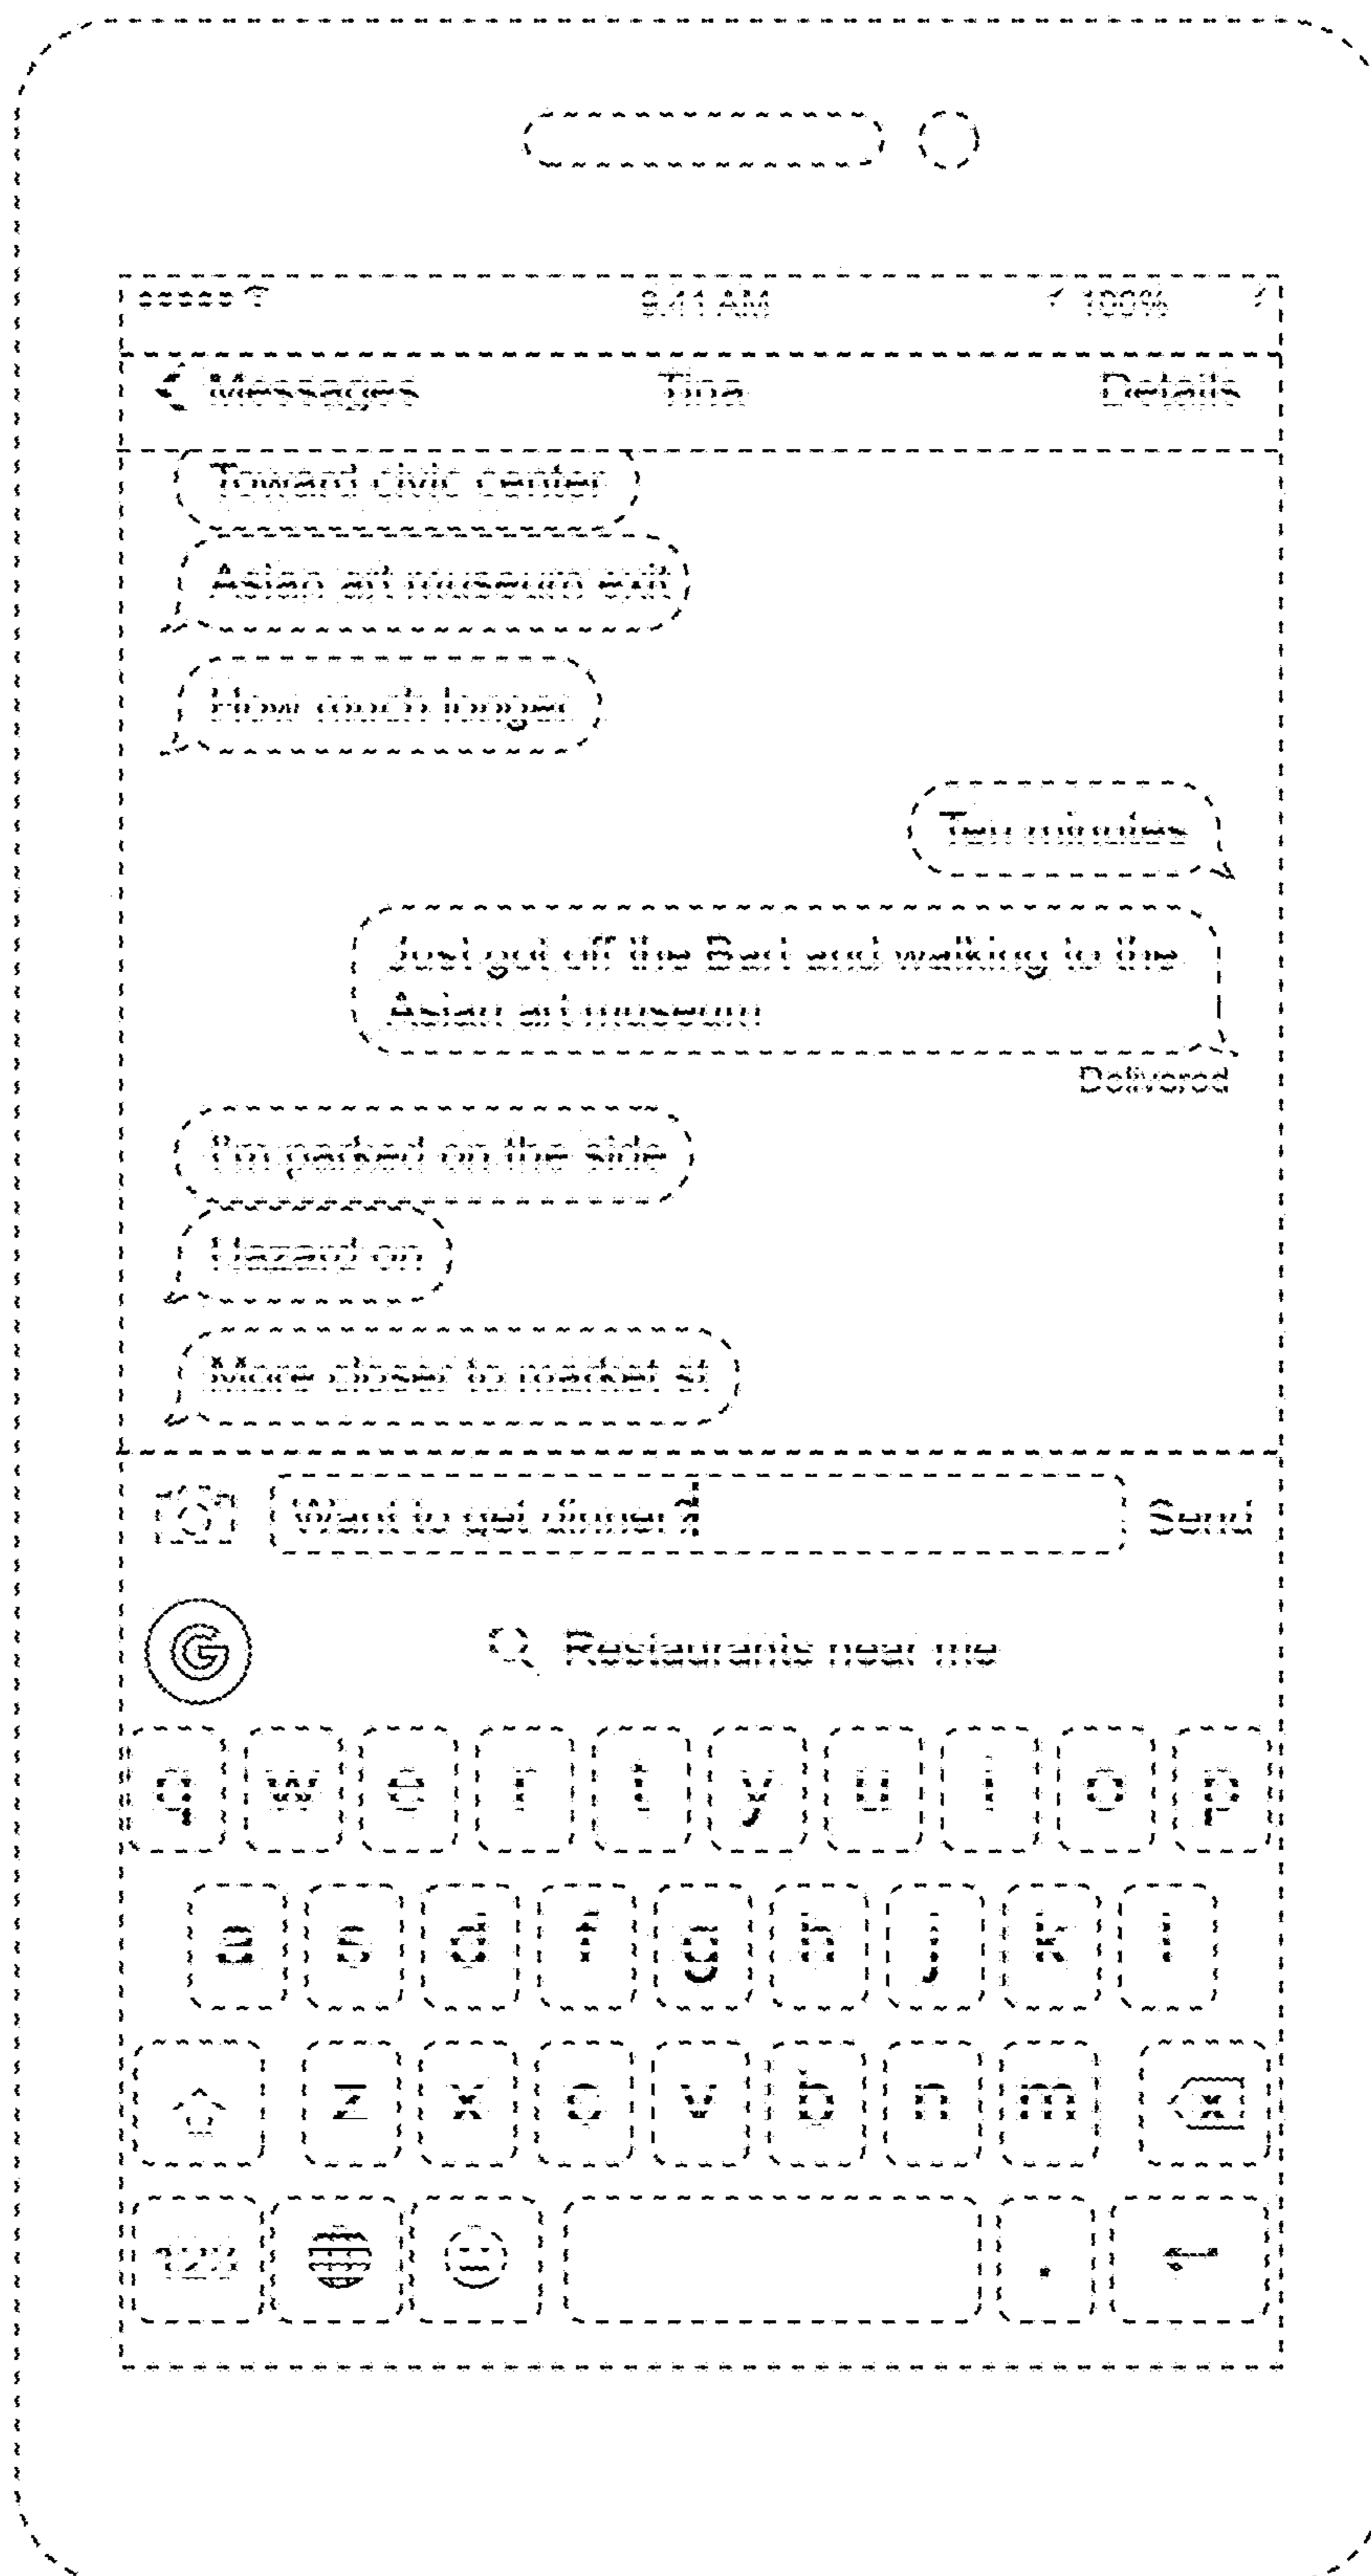 9:41 AM 100%
Messages Tina Details
Toward civic center
Asian art museum exit
How much longer
Ten minutes
Just got off the Bart and walking to the
Asian art museum
Delivered
I'm parked on the side
Hazard on
More closer to market st
Want to get dinner? Send
G Restaurants near me
q w e r t y u i o p
a s d f g h j k l
z x c v b n m x
123 .